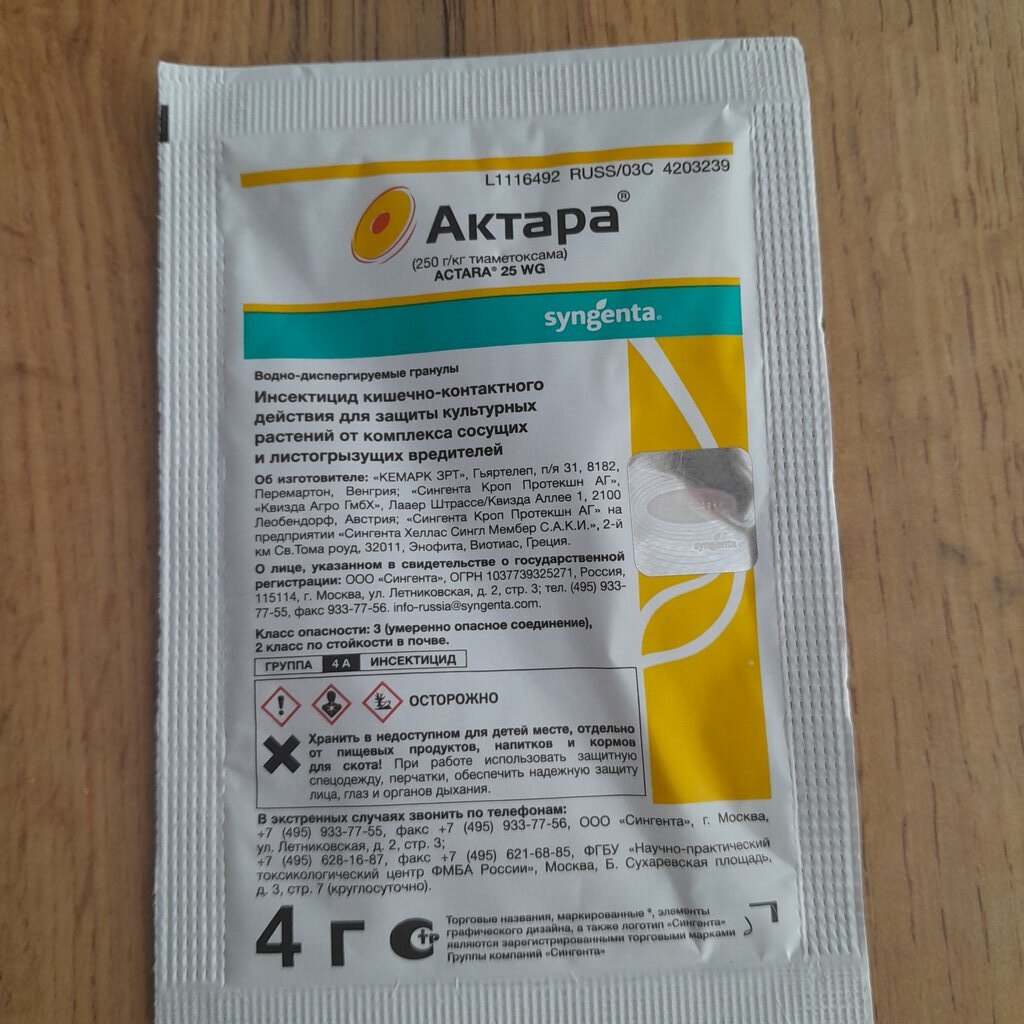 L1116492 RUSS/03C 4203239
Актара®
(250 г/кг тиаметоксама)
ACTARA® 25 WG
syngenta®
Водно-диспергируемые гранулы
Инсектицид кишечно-контактного
действия для защиты культурных
растений от комплекса сосущих
и листогрызущих вредителей
Об изготовителе: «КЕМАРК ЗРТ», Гьяртелеп, п/я 31, 8182,
Перемартон, Венгрия; «Сингента Кроп Протекшн АГ»,
«Квизда Агро ГмбХ», Лааер Штрассе/Квизда Аллее 1, 2100
Леобендорф, Австрия; «Сингента Кроп Протекшн АГ» на
предприятии «Сингента Хеллас Сингл Мембер С.А.К.И.», 2-й
км Св.Тома роуд, 32011, Энофита, Виотиас, Греция.
syngenta
О лице, указанном в свидетельстве о государственной
регистрации: ООО «Сингента», ОГРН 1037739325271, Россия,
115114, г. Москва, ул. Летниковская, д. 2, стр. 3; тел. (495) 933-
77-55, факс 933-77-56. info-russia@syngenta.com.
Класс опасности: 3 (умеренно опасное соединение),
2 класс по стойкости в почве.
ГРУППА 4 A ИНСЕКТИЦИД
ОСТОРОЖНО
Хранить в недоступном для детей месте, отдельно
от пищевых продуктов, напитков и кормов
для скота! При работе использовать защитную
спецодежду, перчатки, обеспечить надежную защиту
лица, глаз и органов дыхания.
В экстренных случаях звонить по телефонам:
+7 (495) 933-77-55, факс +7 (495) 933-77-56, ООО «Сингента», г. Москва,
ул. Летниковская, д. 2, стр. 3;
+7 (495) 628-16-87, факс +7 (495) 621-68-85, ФГБУ «Научно-практический
токсикологический центр ФМБА России», Москва, Б. Сухаревская площадь,
д. 3, стр. 7 (круглосуточно).
4 г
Торговые названия, маркированные ®, элементы
графического дизайна, а также логотип «Сингента»
являются зарегистрированными торговыми марками
Группы компаний «Сингента»